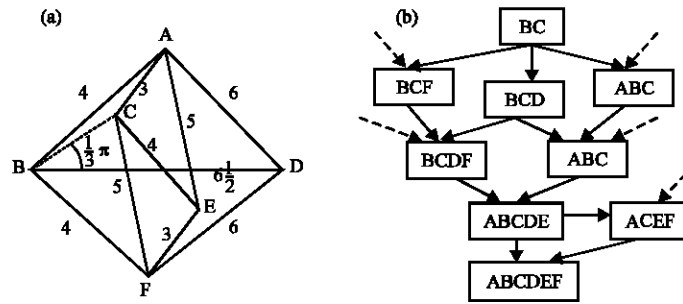 (a)
A
4
3
6
C
5
4
1/3 π
B
5
6 1/2
D
E
4
3
6
F
(b)
BC
BCF
BCD
ABC
BCDF
ABC
ABCDE
ACEF
ABCDEF